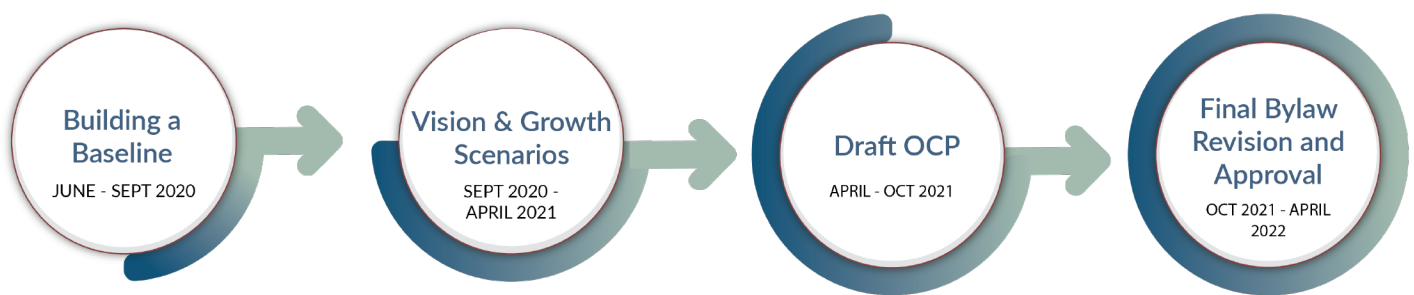 Building a
Baseline
JUNE - SEPT 2020
Vision & Growth
Scenarios
SEPT 2020 -
APRIL 2021
Draft OCP
APRIL - OCT 2021
Final Bylaw
Revision and
Approval
OCT 2021 - APRIL
2022